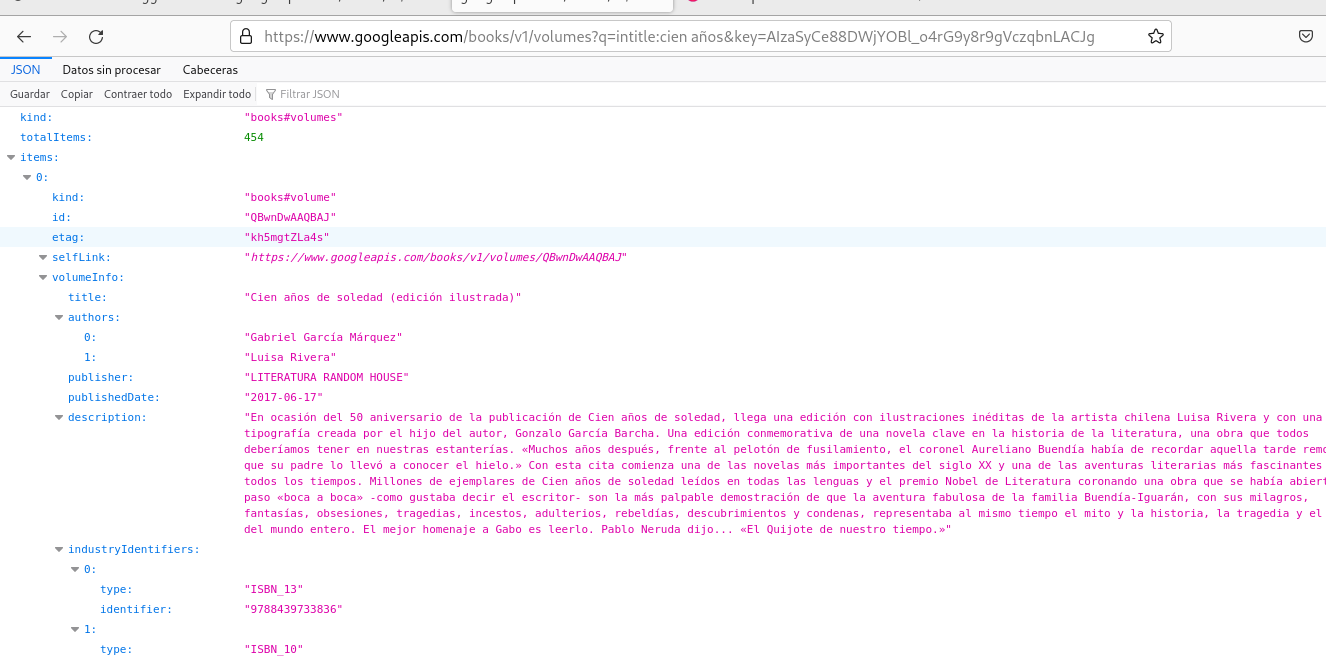 https://www.googleapis.com/books/v1/volumes?q=intitle:cien años&key=AIzaSyCe88DWjYOBl_o4rG9y8r9gVczqbnLACJg
JSON Datos sin procesar Cabeceras
Guardar Copiar Contraer todo Expandir todo Filtrar JSON
kind: "books#volumes"
totalItems: 454
items:
0:
kind: "books#volume"
id: "QBwnDwAAQBAJ"
etag: "kh5mgtZLa4s"
selfLink: "https://www.googleapis.com/books/v1/volumes/QBwnDwAAQBAJ"
volumeInfo:
title: "Cien años de soledad (edición ilustrada)"
authors:
0: "Gabriel García Márquez"
1: "Luisa Rivera"
publisher: "LITERATURA RANDOM HOUSE"
publishedDate: "2017-06-17"
description: "En ocasión del 50 aniversario de la publicación de Cien años de soledad, llega una edición con ilustraciones inéditas de la artista chilena Luisa Rivera y con una
tipografía creada por el hijo del autor, Gonzalo García Barcha. Una edición conmemorativa de una novela clave en la historia de la literatura, una obra que todos
deberíamos tener en nuestras estanterías. «Muchos años después, frente al pelotón de fusilamiento, el coronel Aureliano Buendía había de recordar aquella tarde remo
que su padre lo llevó a conocer el hielo.» Con esta cita comienza una de las novelas más importantes del siglo XX y una de las aventuras literarias más fascinantes
todos los tiempos. Millones de ejemplares de Cien años de soledad leídos en todas las lenguas y el premio Nobel de Literatura coronando una obra que se había abiert
paso «boca a boca» -como gustaba decir el escritor- son la más palpable demostración de que la aventura fabulosa de la familia Buendía-Iguarán, con sus milagros,
fantasías, obsesiones, tragedias, incestos, adulterios, rebeldías, descubrimientos y condenas, representaba al mismo tiempo el mito y la historia, la tragedia y el
del mundo entero. El mejor homenaje a Gabo es leerlo. Pablo Neruda dijo... «El Quijote de nuestro tiempo.»"
industryIdentifiers:
0:
type: "ISBN_13"
identifier: "9788439733836"
1:
type: "ISBN_10"